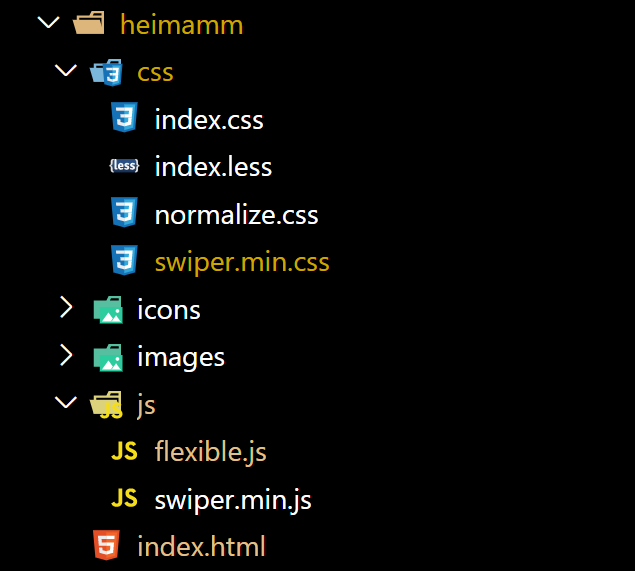 heimamm
css
index.css
{less} index.less
normalize.css
swiper.min.css
icons
images
JS js
JS flexible.js
JS swiper.min.js
index.html